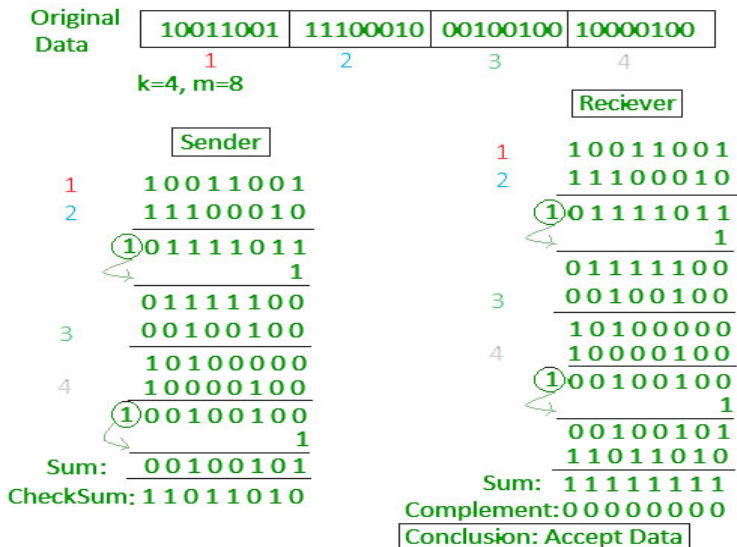 Original Data 10011001 11100010 00100100 10000100
1 2 3 4
k=4, m=8
Sender
1 10011001
2 11100010
1 01111011
1
01111100
3 00100100
10100000
4 10000100
1 00100100
1
Sum: 00100101
CheckSum: 11011010
Reciever
1 10011001
2 11100010
1 01111011
1
01111100
3 00100100
10100000
4 10000100
1 00100100
1
00100101
11011010
Sum: 11111111
Complement: 00000000
Conclusion: Accept Data